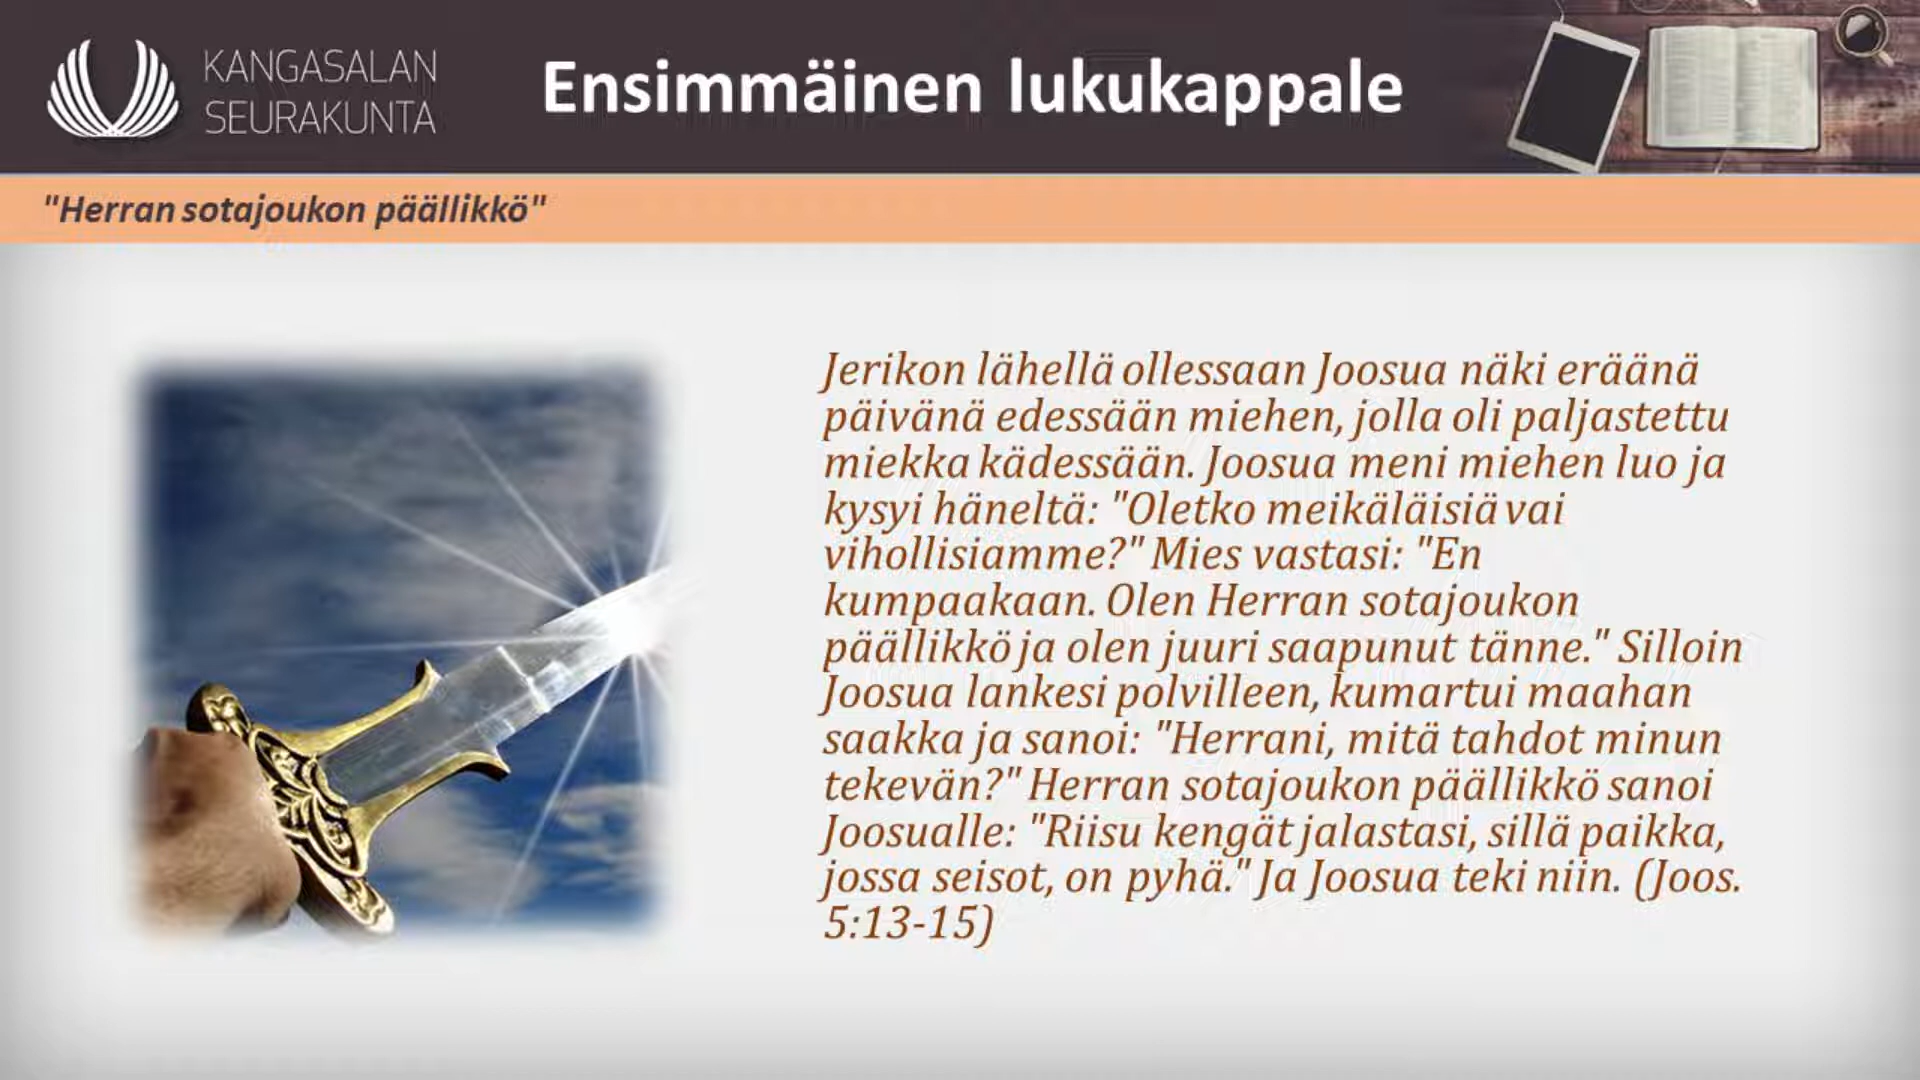 KANGASALAN
SEURAKUNTA
Ensimmäinen lukukappale
"Herran sotajoukon päällikkö"
Jerikon lähellä ollessaan Joosua näki eräänä
päivänä edessään miehen, jolla oli paljastettu
miekka kädessään. Joosua meni miehen luo ja
kysyi häneltä: "Oletko meikäläisiä vai
vihollisiamme?" Mies vastasi: "En
kumpaakaan. Olen Herran sotajoukon
päällikkö ja olen juuri saapunut tänne." Silloin
Joosua lankesi polvilleen, kumartui maahan
saakka ja sanoi: "Herrani, mitä tahdot minun
tekevän?" Herran sotajoukon päällikkö sanoi
Joosualle: "Riisu kengät jalastasi, sillä paikka,
jossa seisot, on pyhä." Ja Joosua teki niin. (Joos.
5:13-15)